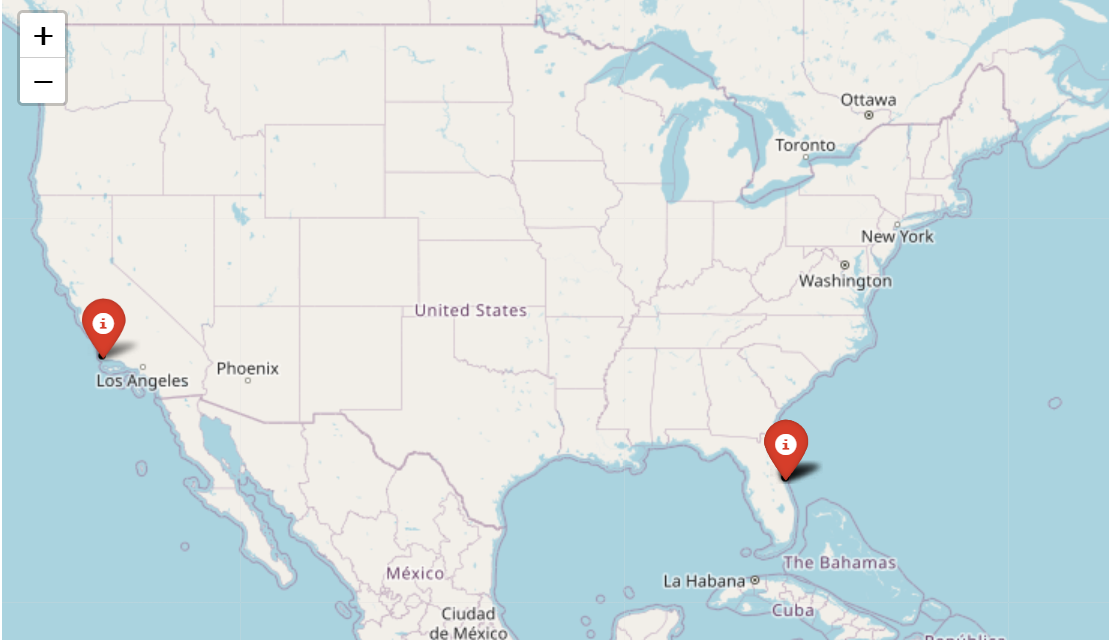 +
−
Ottawa
Toronto
New York
Washington
United States
i
Los Angeles
Phoenix
i
The Bahamas
México
La Habana
Cuba
Ciudad
de México